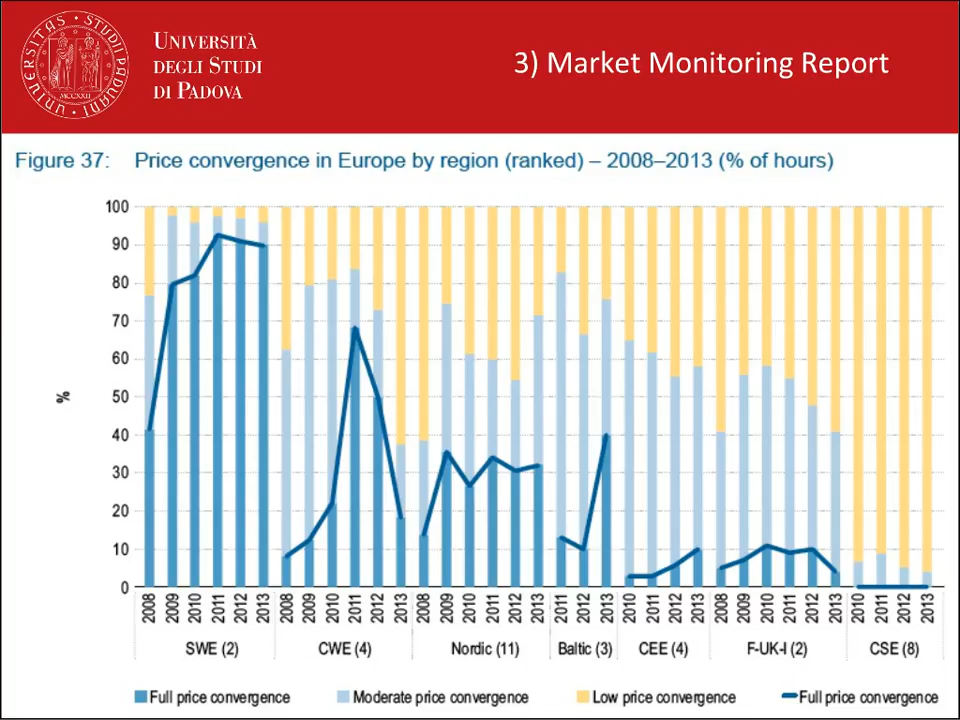 UNIVERSITAS STUDII PADUANI
MCCXXII
UNIVERSITÀ
DEGLI STUDI
DI PADOVA
3) Market Monitoring Report
Figure 37: Price convergence in Europe by region (ranked) – 2008–2013 (% of hours)
100
90
80
70
60
50
40
30
20
10
0
%
2008 2009 2010 2011 2012 2013 2008 2009 2010 2011 2012 2013 2008 2009 2010 2011 2012 2013 2011 2012 2013 2010 2011 2012 2013 2008 2009 2010 2011 2012 2013 2010 2011 2012 2013
SWE (2) CWE (4) Nordic (11) Baltic (3) CEE (4) F-UK-I (2) CSE (8)
Full price convergence Moderate price convergence Low price convergence Full price convergence